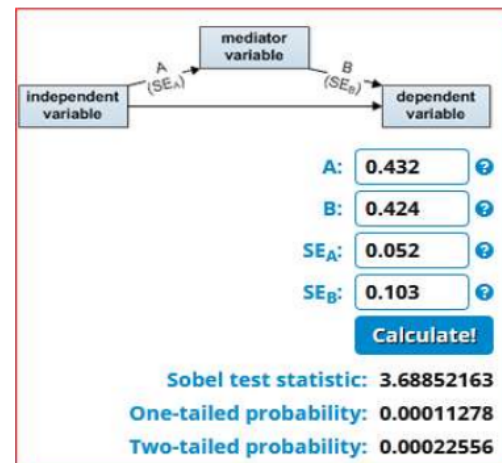 mediator
variable
A
(SEA)
B
(SEB)
independent
variable
dependent
variable
A: 0.432 ?
B: 0.424 ?
SEA: 0.052 ?
SEB: 0.103 ?
Calculate!
Sobel test statistic: 3.68852163
One-tailed probability: 0.00011278
Two-tailed probability: 0.00022556